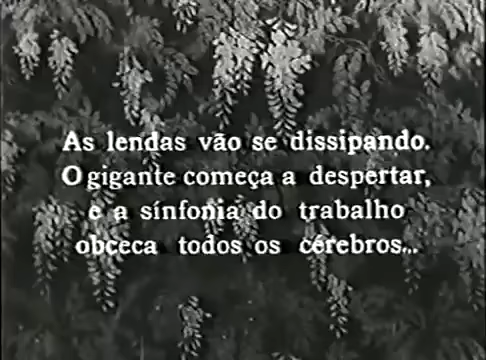 As lendas vão se dissipando.
O gigante começa a despertar,
e a sinfonia do trabalho
obceca todos os cérebros...